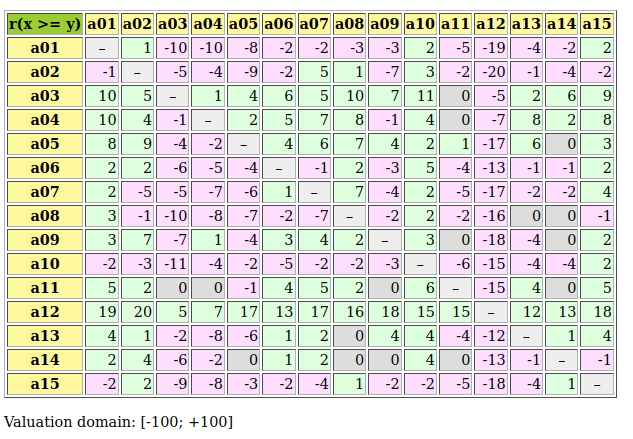 r(x >= y) a01 a02 a03 a04 a05 a06 a07 a08 a09 a10 a11 a12 a13 a14 a15
a01 – 1 -10 -10 -8 -2 -2 -3 -3 2 -5 -19 -4 -2 2
a02 -1 – -5 -4 -9 -2 5 1 -7 3 -2 -20 -1 -4 -2
a03 10 5 – 1 4 6 5 10 7 11 0 -5 2 6 9
a04 10 4 -1 – 2 5 7 8 -1 4 0 -7 8 2 8
a05 8 9 -4 -2 – 4 6 7 4 2 1 -17 6 0 3
a06 2 2 -6 -5 -4 – -1 2 -3 5 -4 -13 -1 -1 2
a07 2 -5 -5 -7 -6 1 – 7 -4 2 -5 -17 -2 -2 4
a08 3 -1 -10 -8 -7 -2 -7 – -2 2 -2 -16 0 0 -1
a09 3 7 -7 1 -4 3 4 2 – 3 0 -18 -4 0 2
a10 -2 -3 -11 -4 -2 -5 -2 -2 -3 – -6 -15 -4 -4 2
a11 5 2 0 0 -1 4 5 2 0 6 – -15 4 0 5
a12 19 20 5 7 17 13 17 16 18 15 15 – 12 13 18
a13 4 1 -2 -8 -6 1 2 0 4 4 -4 -12 – 1 4
a14 2 4 -6 -2 0 1 2 0 0 4 0 -13 -1 – -1
a15 -2 2 -9 -8 -3 -2 -4 1 -2 -2 -5 -18 -4 1 –
Valuation domain: [-100; +100]